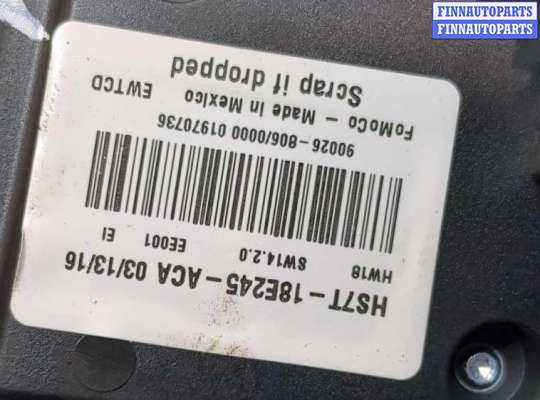 FINNAUTOPARTS
FINNAUTOPARTS
HS7T-18E245-ACA 03/13/16
HW18 SW14.2.0 EE001 EI
90026-806/0000 01970736
FoMoCo - Made in Mexico EWTCD
Scrap if dropped